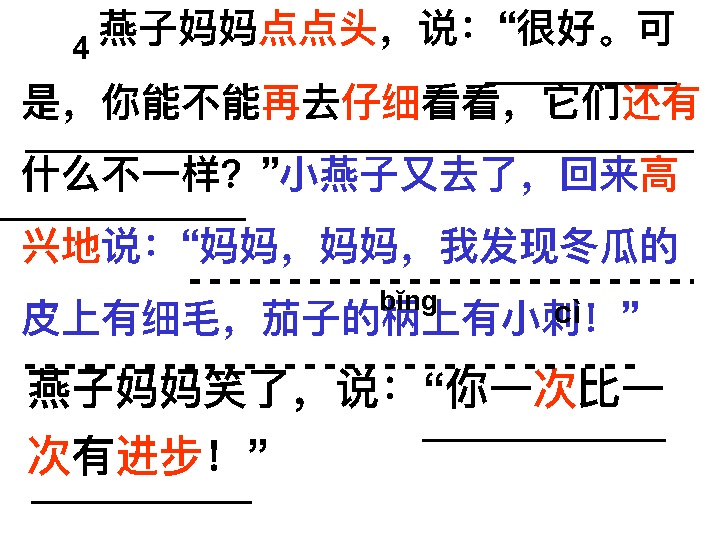 4 燕子妈妈点点头，说：“很好。可
是，你能不能再去仔细看看，它们还有
什么不一样？”小燕子又去了，回来高
兴地说：“妈妈，妈妈，我发现冬瓜的
bǐng cì
皮上有细毛，茄子的柄上有小刺！”
燕子妈妈笑了，说：“你一次比一
次有进步！”